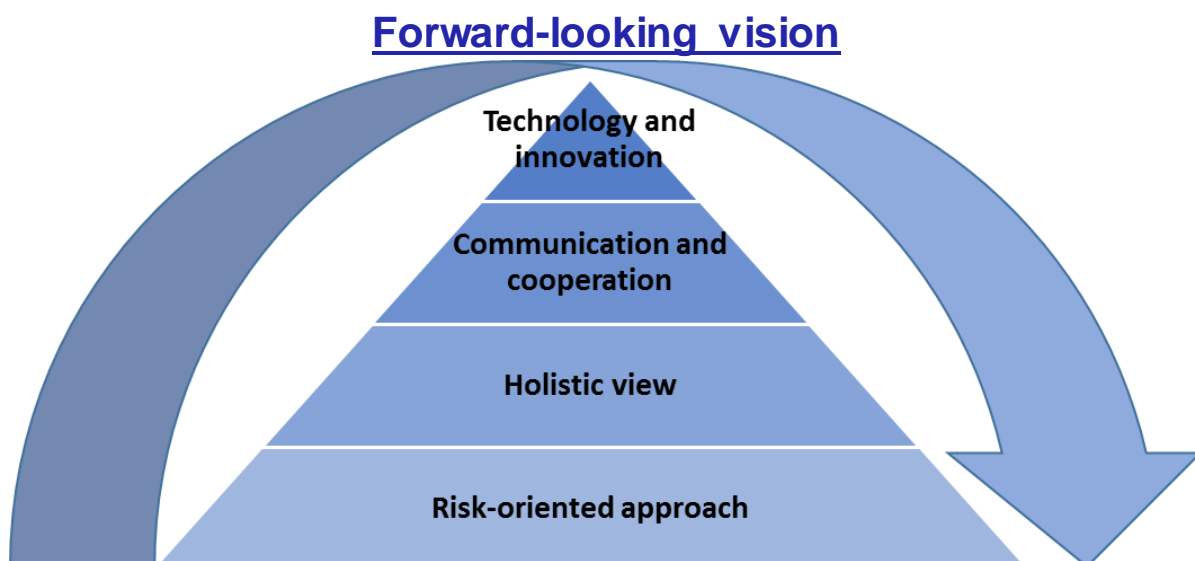 Forward-looking vision
Technology and
innovation
Communication and
cooperation
Holistic view
Risk-oriented approach